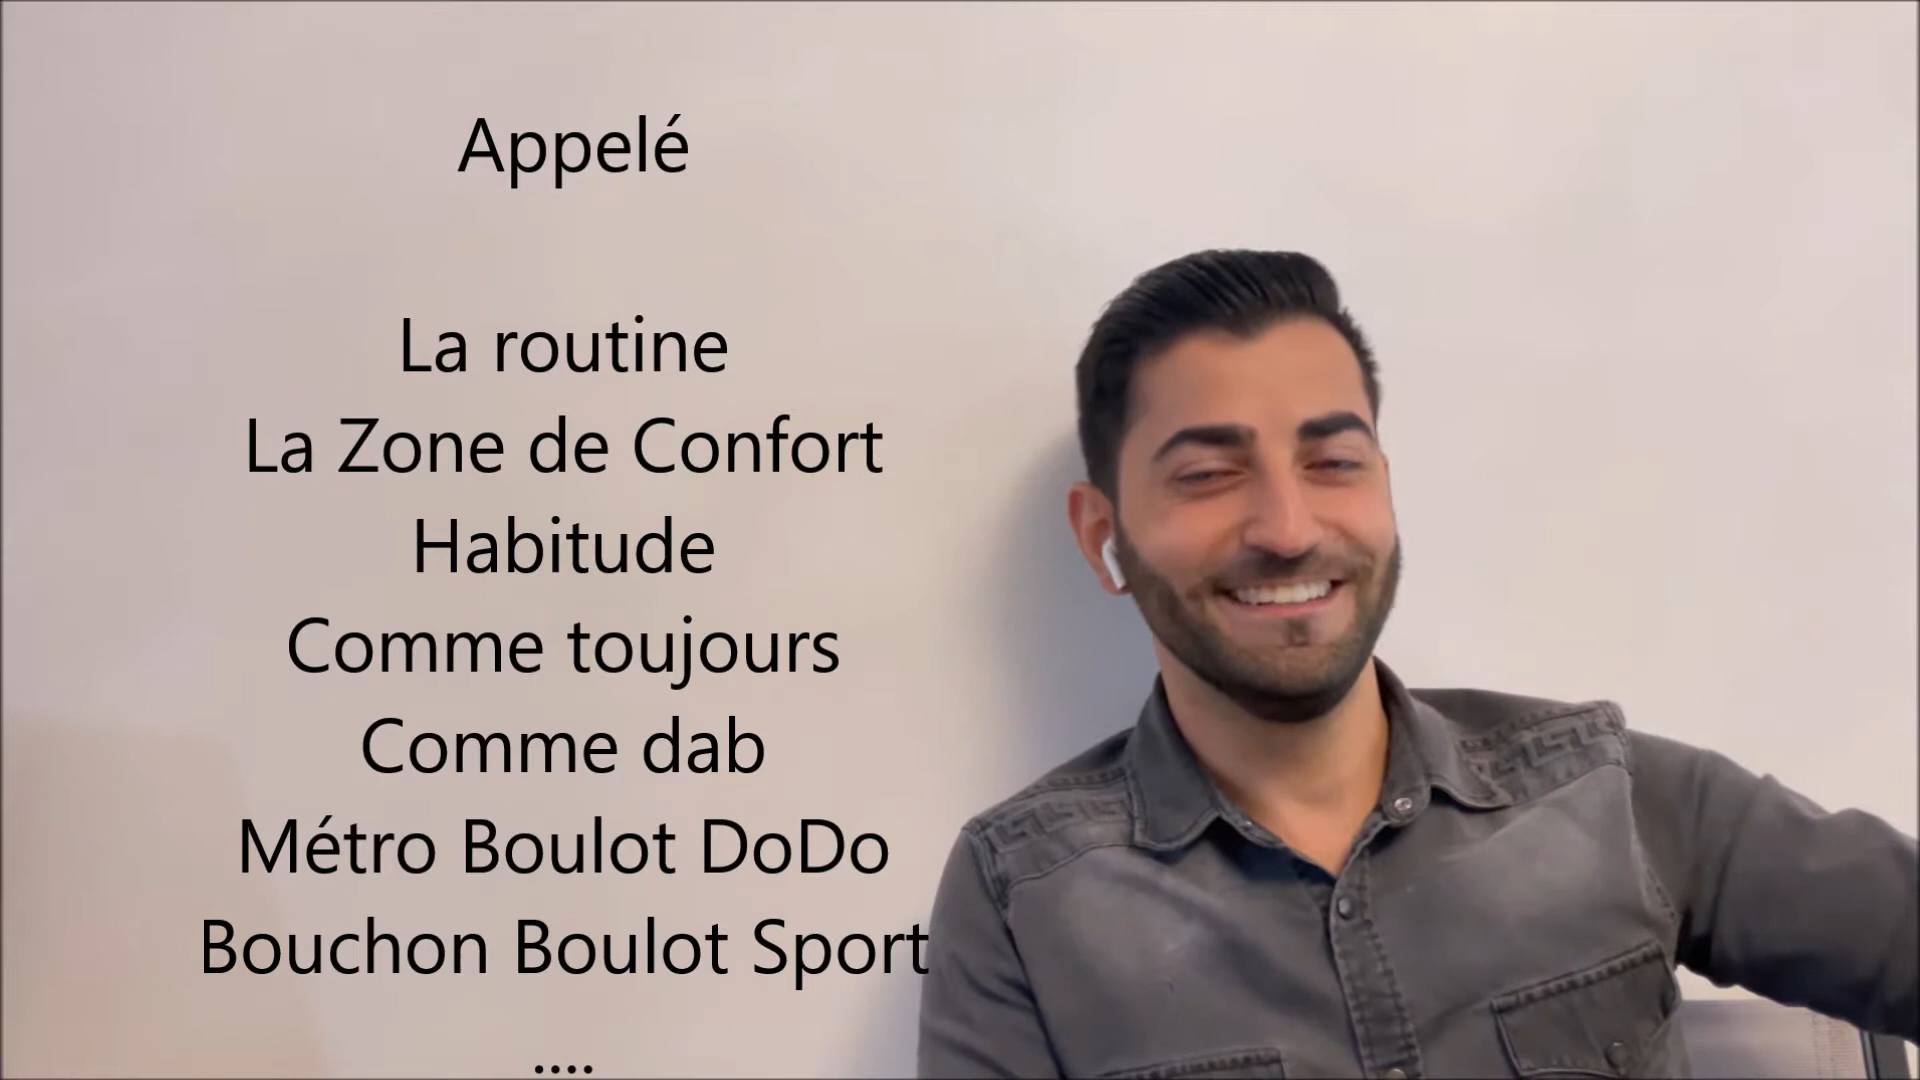 Appelé
La routine
La Zone de Confort
Habitude
Comme toujours
Comme dab
Métro Boulot DoDo
Bouchon Boulot Sport
....